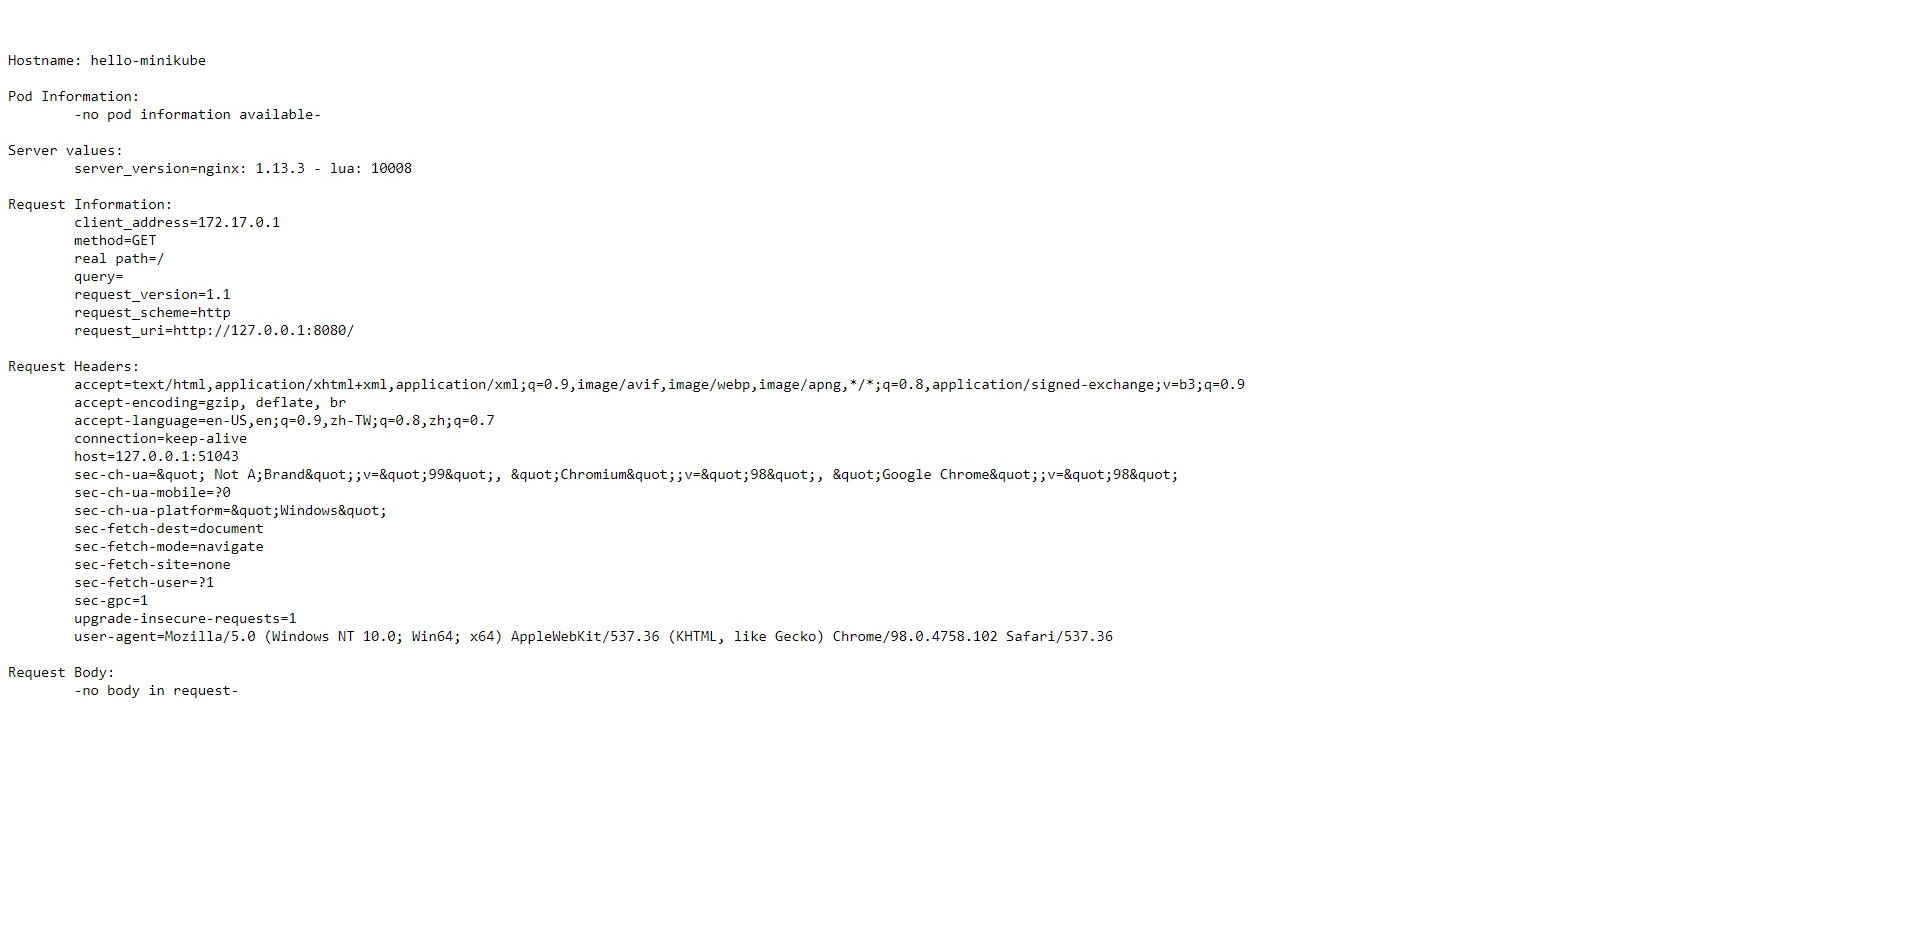 Hostname: hello-minikube
Pod Information:
-no pod information available-
Server values:
server_version=nginx: 1.13.3 - lua: 10008
Request Information:
client_address=172.17.0.1
method=GET
real path=/
query=
request_version=1.1
request_scheme=http
request_uri=http://127.0.0.1:8080/
Request Headers:
accept=text/html,application/xhtml+xml,application/xml;q=0.9,image/avif,image/webp,image/apng,*/*;q=0.8,application/signed-exchange;v=b3;q=0.9
accept-encoding=gzip, deflate, br
accept-language=en-US,en;q=0.9,zh-TW;q=0.8,zh;q=0.7
connection=keep-alive
host=127.0.0.1:51043
sec-ch-ua=&quot; Not A;Brand&quot;;v=&quot;99&quot;, &quot;Chromium&quot;;v=&quot;98&quot;, &quot;Google Chrome&quot;;v=&quot;98&quot;
sec-ch-ua-mobile=?0
sec-ch-ua-platform=&quot;Windows&quot;
sec-fetch-dest=document
sec-fetch-mode=navigate
sec-fetch-site=none
sec-fetch-user=?1
sec-gpc=1
upgrade-insecure-requests=1
user-agent=Mozilla/5.0 (Windows NT 10.0; Win64; x64) AppleWebKit/537.36 (KHTML, like Gecko) Chrome/98.0.4758.102 Safari/537.36
Request Body:
-no body in request-